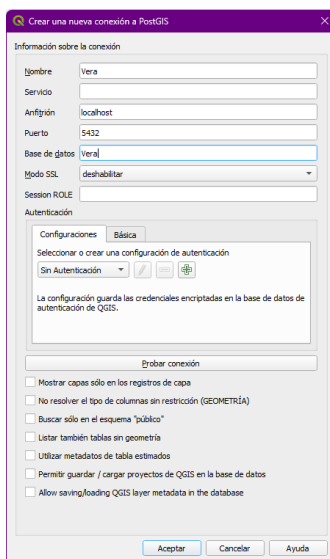 Crear una nueva conexión a PostGIS
Información sobre la conexión
Nombre Vera
Servicio
Anfitrión localhost
Puerto 5432
Base de datos Vera
Modo SSL deshabilitar
Session ROLE
Autenticación
Configuraciones Básica
Seleccionar o crear una configuración de autenticación
Sin Autenticación
La configuración guarda las credenciales encriptadas en la base de datos de
autenticación de QGIS.
Probar conexión
Mostrar capas sólo en los registros de capa
No resolver el tipo de columnas sin restricción (GEOMETRÍA)
Buscar sólo en el esquema "público"
Listar también tablas sin geometría
Utilizar metadatos de tabla estimados
Permitir guardar / cargar proyectos de QGIS en la base de datos
Allow saving/loading QGIS layer metadata in the database
Aceptar Cancelar Ayuda